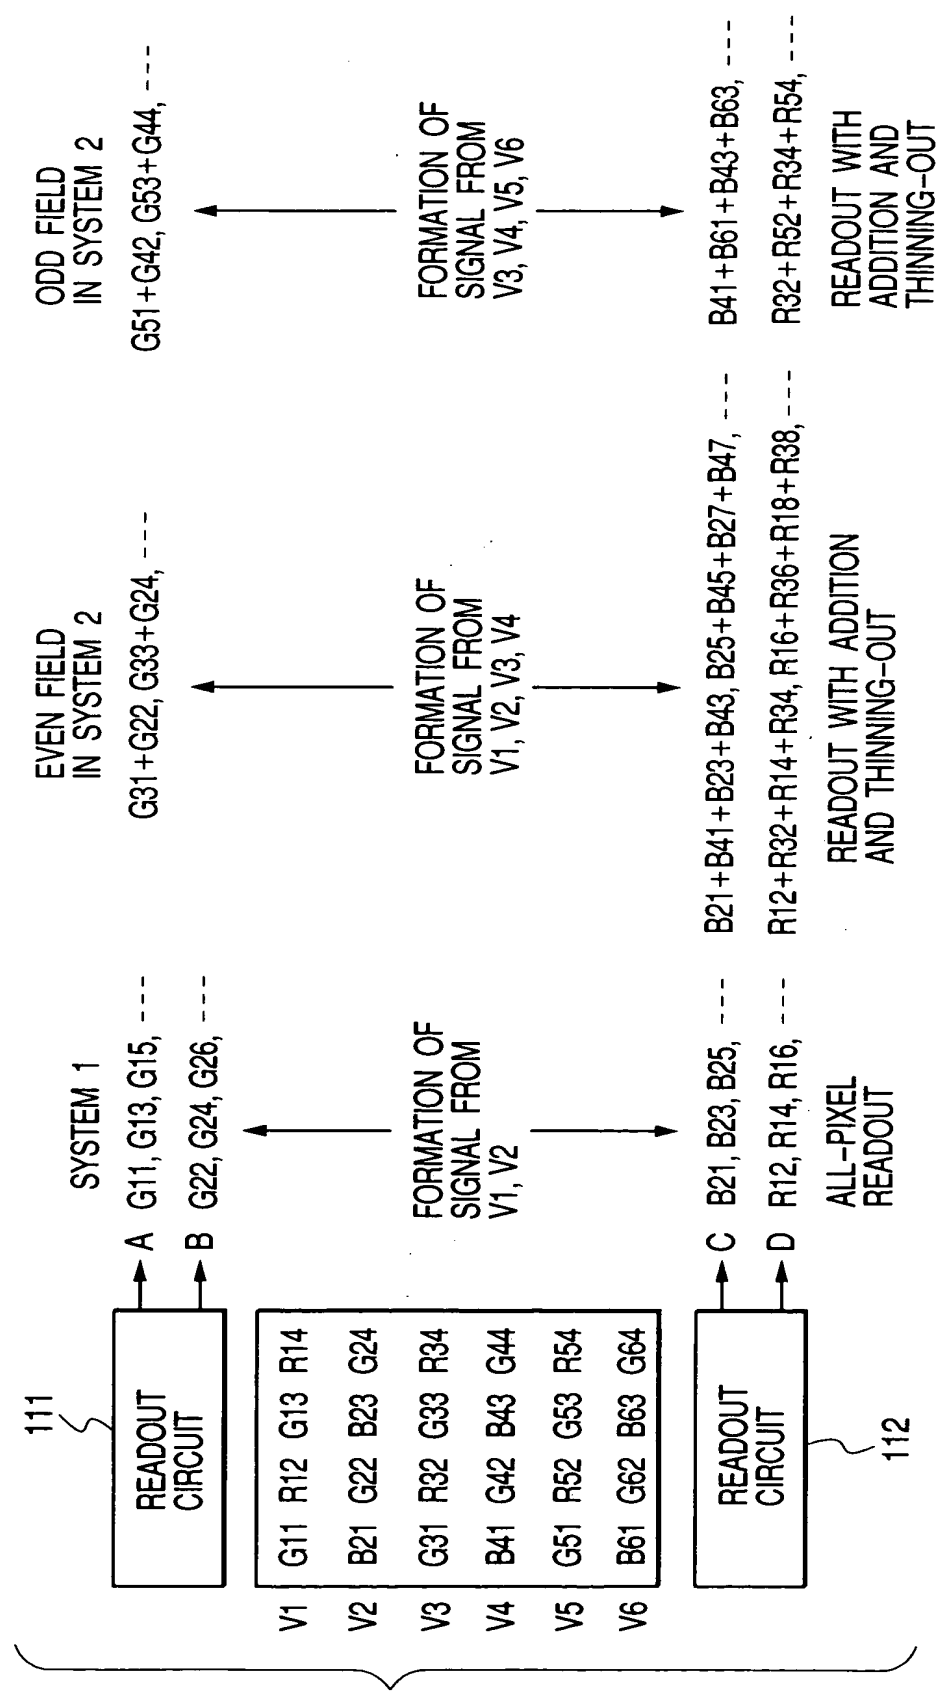 111
READOUT
CIRCUIT
A
B
V1 G11 R12 G13 R14
V2 B21 G22 B23 G24
V3 G31 R32 G33 R34
V4 B41 G42 B43 G44
V5 G51 R52 G53 R54
V6 B61 G62 B63 G64
READOUT
CIRCUIT
112
C
D
SYSTEM 1
G11, G13, G15, ----
G22, G24, G26, ----
FORMATION OF
SIGNAL FROM
V1, V2
B21, B23, B25, ----
R12, R14, R16, ----
ALL-PIXEL
READOUT
EVEN FIELD
IN SYSTEM 2
G31+G22, G33+G24, ----
FORMATION OF
SIGNAL FROM
V1, V2, V3, V4
B21+B41+B23+B43, B25+B45+B27+B47, ----
R12+R32+R14+R34, R16+R36+R18+R38, ----
READOUT WITH ADDITION
AND THINNING-OUT
ODD FIELD
IN SYSTEM 2
G51+G42, G53+G44, ----
FORMATION OF
SIGNAL FROM
V3, V4, V5, V6
B41+B61+B43+B63, ----
R32+R52+R34+R54, ----
READOUT WITH
ADDITION AND
THINNING-OUT